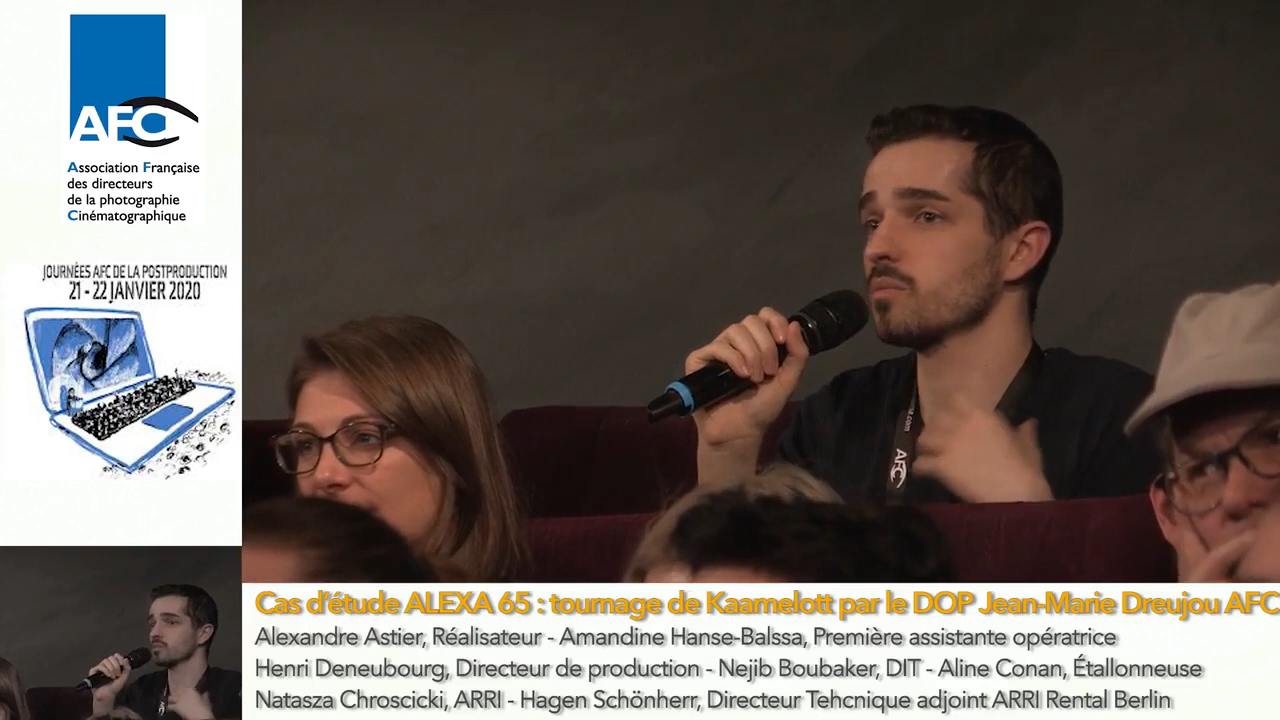 AFC
Association Française
des directeurs
de la photographie
Cinématographique
JOURNÉES AFC DE LA POSTPRODUCTION
21 - 22 JANVIER 2020
AFC
Cas d'étude ALEXA 65 : tournage de Kaamelott par le DOP Jean-Marie Dreujou AFC
Alexandre Astier, Réalisateur - Amandine Hanse-Balssa, Première assistante opératrice
Henri Deneubourg, Directeur de production - Nejib Boubaker, DIT - Aline Conan, Étallonneuse
Natasza Chroscicki, ARRI - Hagen Schönherr, Directeur Tehcnique adjoint ARRI Rental Berlin